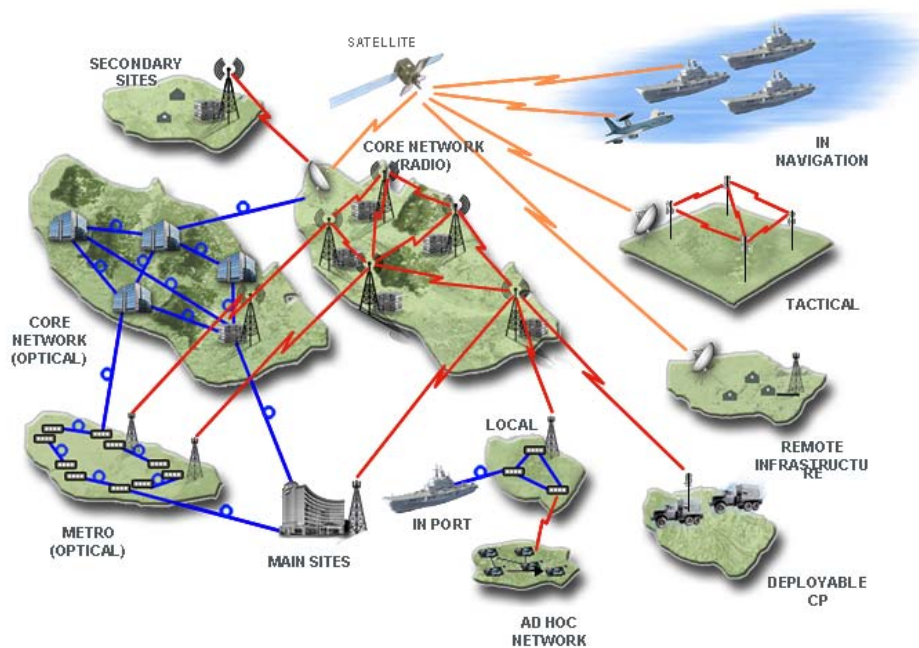 SATELLITE
SECONDARY
SITES
CORE NETWORK
(RADIO)
IN
NAVIGATION
TACTICAL
CORE
NETWORK
(OPTICAL)
LOCAL
REMOTE
INFRASTRUCTU
RE
METRO
(OPTICAL)
MAIN SITES
IN PORT
DEPLOYABLE
CP
AD HOC
NETWORK